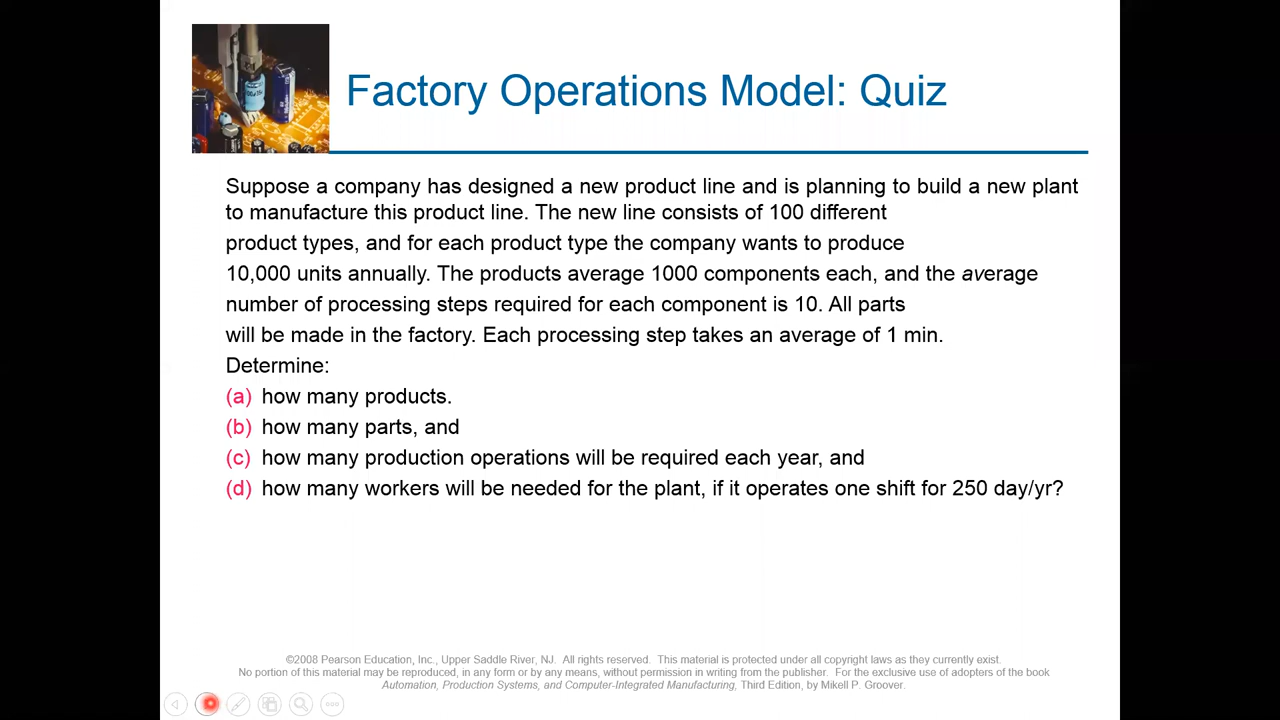 Factory Operations Model: Quiz
Suppose a company has designed a new product line and is planning to build a new plant
to manufacture this product line. The new line consists of 100 different
product types, and for each product type the company wants to produce
10,000 units annually. The products average 1000 components each, and the average
number of processing steps required for each component is 10. All parts
will be made in the factory. Each processing step takes an average of 1 min.
Determine:
(a) how many products.
(b) how many parts, and
(c) how many production operations will be required each year, and
(d) how many workers will be needed for the plant, if it operates one shift for 250 day/yr?
©2008 Pearson Education, Inc., Upper Saddle River, NJ. All rights reserved. This material is protected under all copyright laws as they currently exist.
No portion of this material may be reproduced, in any form or by any means, without permission in writing from the publisher. For the exclusive use of adopters of the book
Automation, Production Systems, and Computer-Integrated Manufacturing, Third Edition, by Mikell P. Groover.